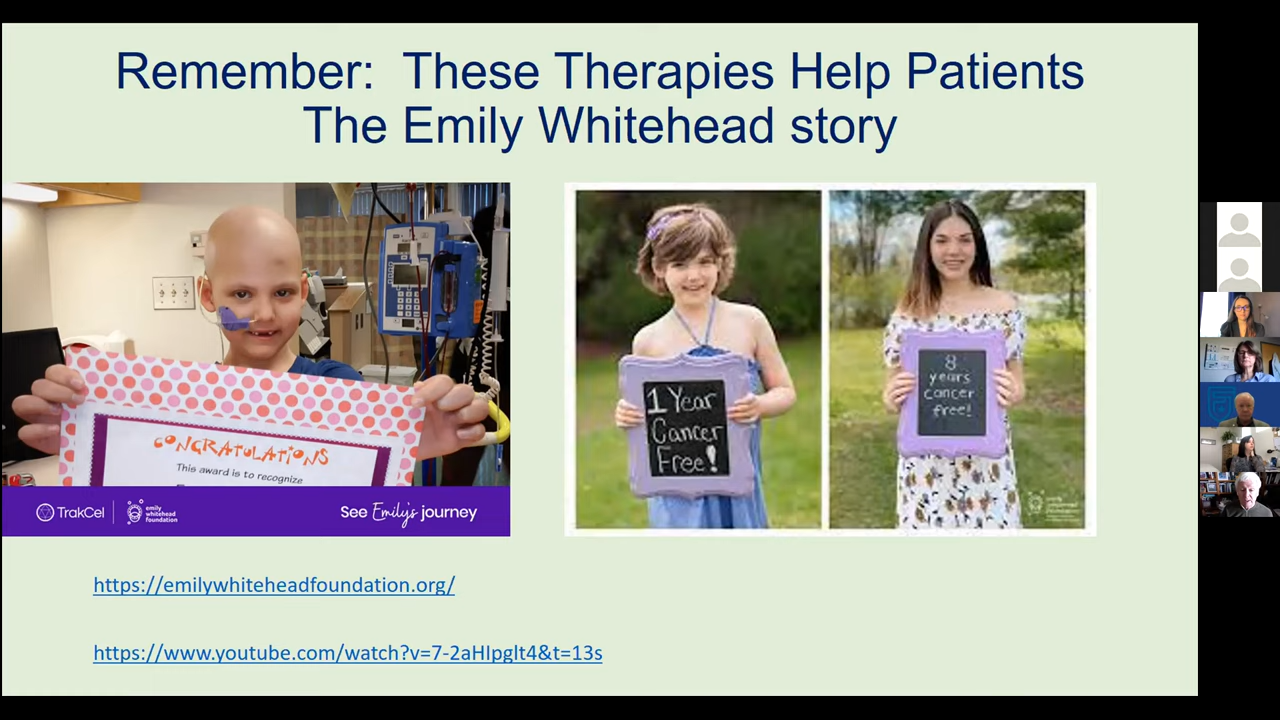 Remember: These Therapies Help Patients
The Emily Whitehead story
CONGRATULATIONS
This award is to recognize
TrakCel
emily
whitehead
foundation
See Emily's journey
1 Year
Cancer
Free!
8
years
cancer
free!
https://emilywhiteheadfoundation.org/
https://www.youtube.com/watch?v=7-2aHIpglt4&t=13s